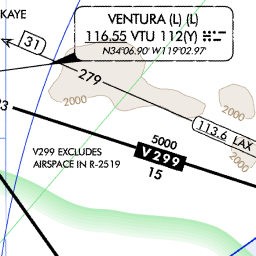 KAYE
VENTURA (L) (L)
116.55 VTU 112(Y)
N34°06.90' W119°02.97'
31
279
2000
2000
113.6 LAX
2000
5000
V299
15
V299 EXCLUDES
AIRSPACE IN R-2519